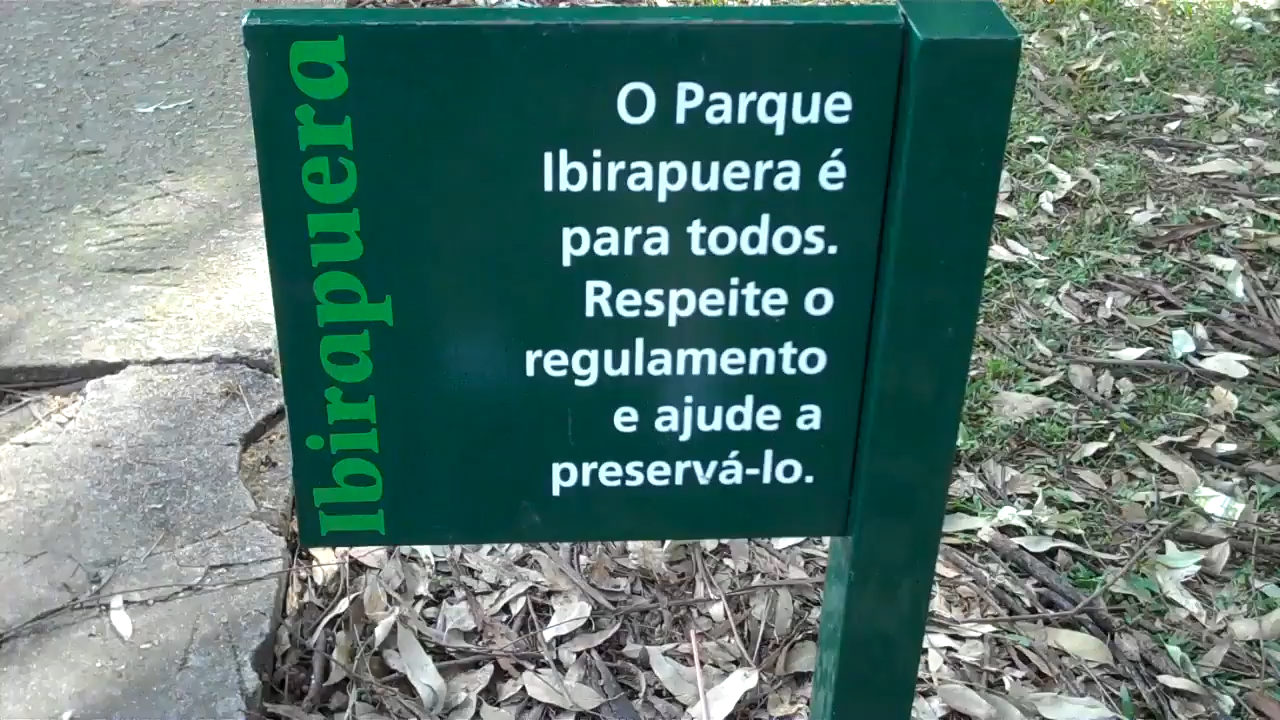 Ibirapuera
O Parque
Ibirapuera é
para todos.
Respeite o
regulamento
e ajude a
preservá-lo.